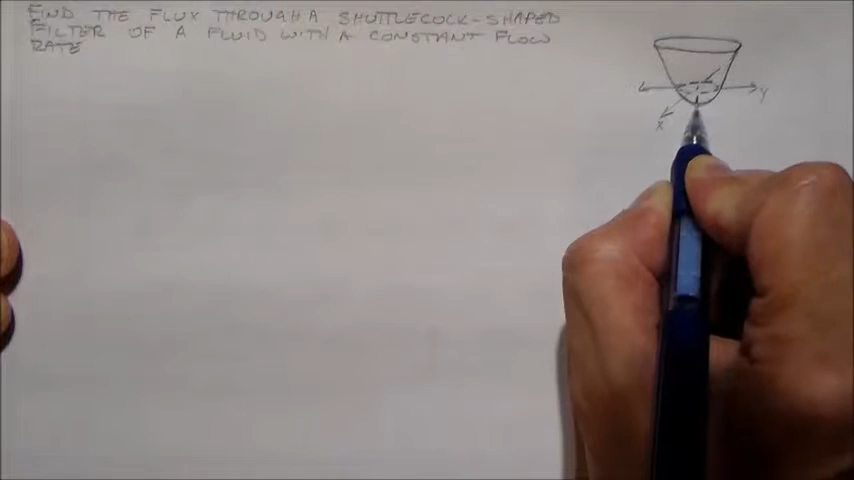 FIND THE FLUX THROUGH A SHUTTLECOCK-SHAPED
FILTER OF A FLUID WITH A CONSTANT FLOW
RATE
Y
X